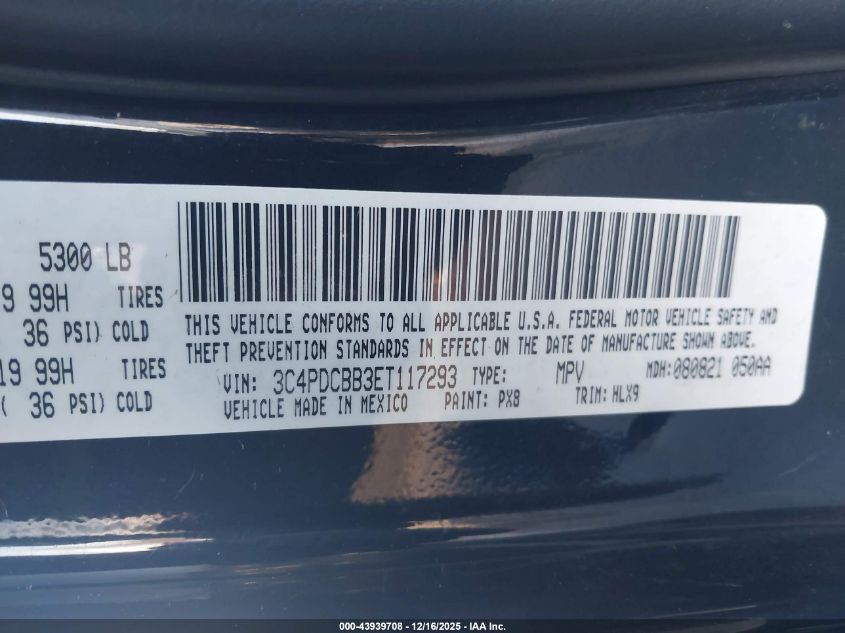 5300 LB
9 99H TIRES
36 PSI) COLD
19 99H TIRES
( 36 PSI) COLD
THIS VEHICLE CONFORMS TO ALL APPLICABLE U.S.A. FEDERAL MOTOR VEHICLE SAFETY AND
THEFT PREVENTION STANDARDS IN EFFECT ON THE DATE OF MANUFACTURE SHOWN ABOVE.
VIN: 3C4PDCBB3ET117293 TYPE: MPV MDH:080821 050AA
VEHICLE MADE IN MEXICO PAINT: PX8 TRIM: HLX9
000-43939708 - 12/16/2025 - IAA Inc.